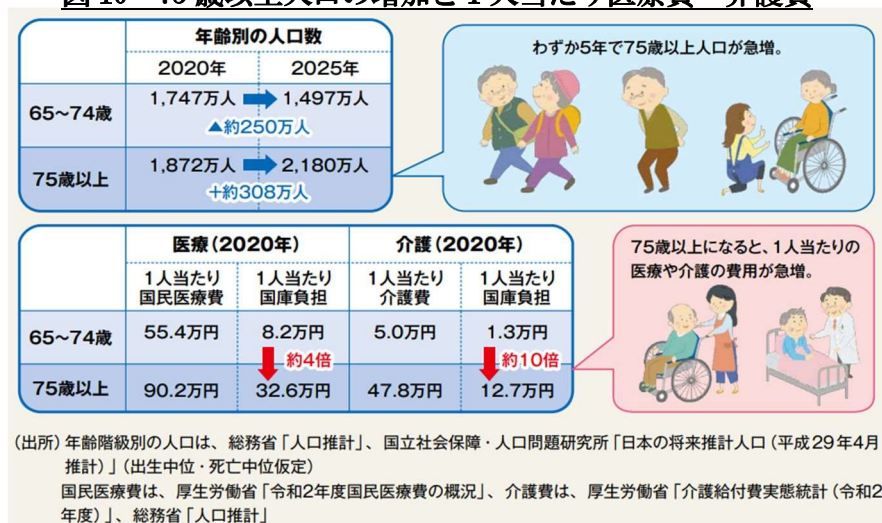 年齢別の人口数
2020年 2025年
65~74歳 1,747万人 1,497万人
▲約250万人
75歳以上 1,872万人 2,180万人
+約308万人
わずか5年で75歳以上人口が急増。
医療(2020年) 介護(2020年)
1人当たり 1人当たり 1人当たり 1人当たり
国民医療費 国庫負担 介護費 国庫負担
65~74歳 55.4万円 8.2万円 5.0万円 1.3万円
約4倍 約10倍
75歳以上 90.2万円 32.6万円 47.8万円 12.7万円
75歳以上になると、1人当たりの
医療や介護の費用が急増。
(出所)年齢階級別の人口は、総務省「人口推計」、国立社会保障・人口問題研究所「日本の将来推計人口(平成29年4月
推計)」(出生中位・死亡中位仮定)
国民医療費は、厚生労働省「令和2年度国民医療費の概況」、介護費は、厚生労働省「介護給付費実態統計(令和2
年度)」、総務省「人口推計」